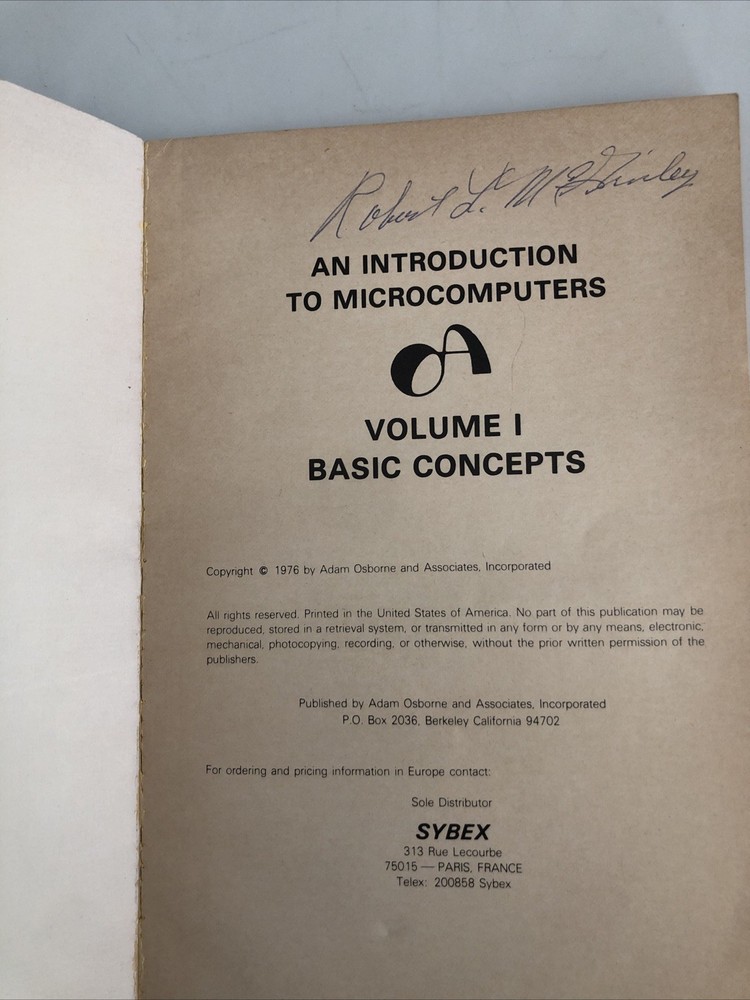 Robert L. McGinley
AN INTRODUCTION
TO MICROCOMPUTERS
VOLUME I
BASIC CONCEPTS
Copyright © 1976 by Adam Osborne and Associates, Incorporated
All rights reserved. Printed in the United States of America. No part of this publication may be
reproduced, stored in a retrieval system, or transmitted in any form or by any means, electronic,
mechanical, photocopying, recording, or otherwise, without the prior written permission of the
publishers.
Published by Adam Osborne and Associates, Incorporated
P.O. Box 2036, Berkeley California 94702
For ordering and pricing information in Europe contact:
Sole Distributor
SYBEX
313 Rue Lecourbe
75015 — PARIS, FRANCE
Telex: 200858 Sybex